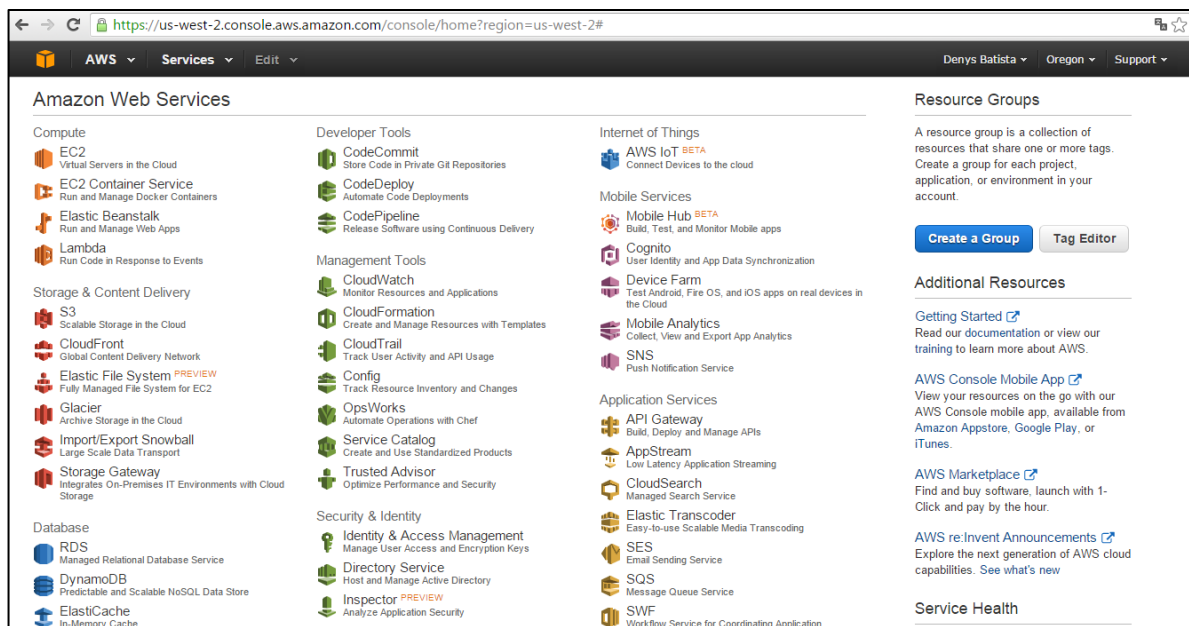 https://us-west-2.console.aws.amazon.com/console/home?region=us-west-2#
AWS Services Edit Denys Batista Oregon Support
Amazon Web Services
Compute
EC2
Virtual Servers in the Cloud
EC2 Container Service
Run and Manage Docker Containers
Elastic Beanstalk
Run and Manage Web Apps
Lambda
Run Code in Response to Events
Storage & Content Delivery
S3
Scalable Storage in the Cloud
CloudFront
Global Content Delivery Network
Elastic File System PREVIEW
Fully Managed File System for EC2
Glacier
Archive Storage in the Cloud
Import/Export Snowball
Large Scale Data Transport
Storage Gateway
Integrates On-Premises IT Environments with Cloud
Storage
Database
RDS
Managed Relational Database Service
DynamoDB
Predictable and Scalable NoSQL Data Store
ElastiCache
In-Memory Cache
Developer Tools
CodeCommit
Store Code in Private Git Repositories
CodeDeploy
Automate Code Deployments
CodePipeline
Release Software using Continuous Delivery
Management Tools
CloudWatch
Monitor Resources and Applications
CloudFormation
Create and Manage Resources with Templates
CloudTrail
Track User Activity and API Usage
Config
Track Resource Inventory and Changes
OpsWorks
Automate Operations with Chef
Service Catalog
Create and Use Standardized Products
Trusted Advisor
Optimize Performance and Security
Security & Identity
Identity & Access Management
Manage User Access and Encryption Keys
Directory Service
Host and Manage Active Directory
Inspector PREVIEW
Analyze Application Security
Internet of Things
AWS IoT BETA
Connect Devices to the cloud
Mobile Services
Mobile Hub BETA
Build, Test, and Monitor Mobile apps
Cognito
User Identity and App Data Synchronization
Device Farm
Test Android, Fire OS, and iOS apps on real devices in
the Cloud
Mobile Analytics
Collect, View and Export App Analytics
SNS
Push Notification Service
Application Services
API Gateway
Build, Deploy and Manage APIs
AppStream
Low Latency Application Streaming
CloudSearch
Managed Search Service
Elastic Transcoder
Easy-to-use Scalable Media Transcoding
SES
Email Sending Service
SQS
Message Queue Service
SWF
Workflow Service for Coordinating Application
Resource Groups
A resource group is a collection of
resources that share one or more tags.
Create a group for each project,
application, or environment in your
account.
Create a Group Tag Editor
Additional Resources
Getting Started
Read our documentation or view our
training to learn more about AWS.
AWS Console Mobile App
View your resources on the go with our
AWS Console mobile app, available from
Amazon Appstore, Google Play, or
iTunes.
AWS Marketplace
Find and buy software, launch with 1-
Click and pay by the hour.
AWS re:Invent Announcements
Explore the next generation of AWS cloud
capabilities. See what's new
Service Health